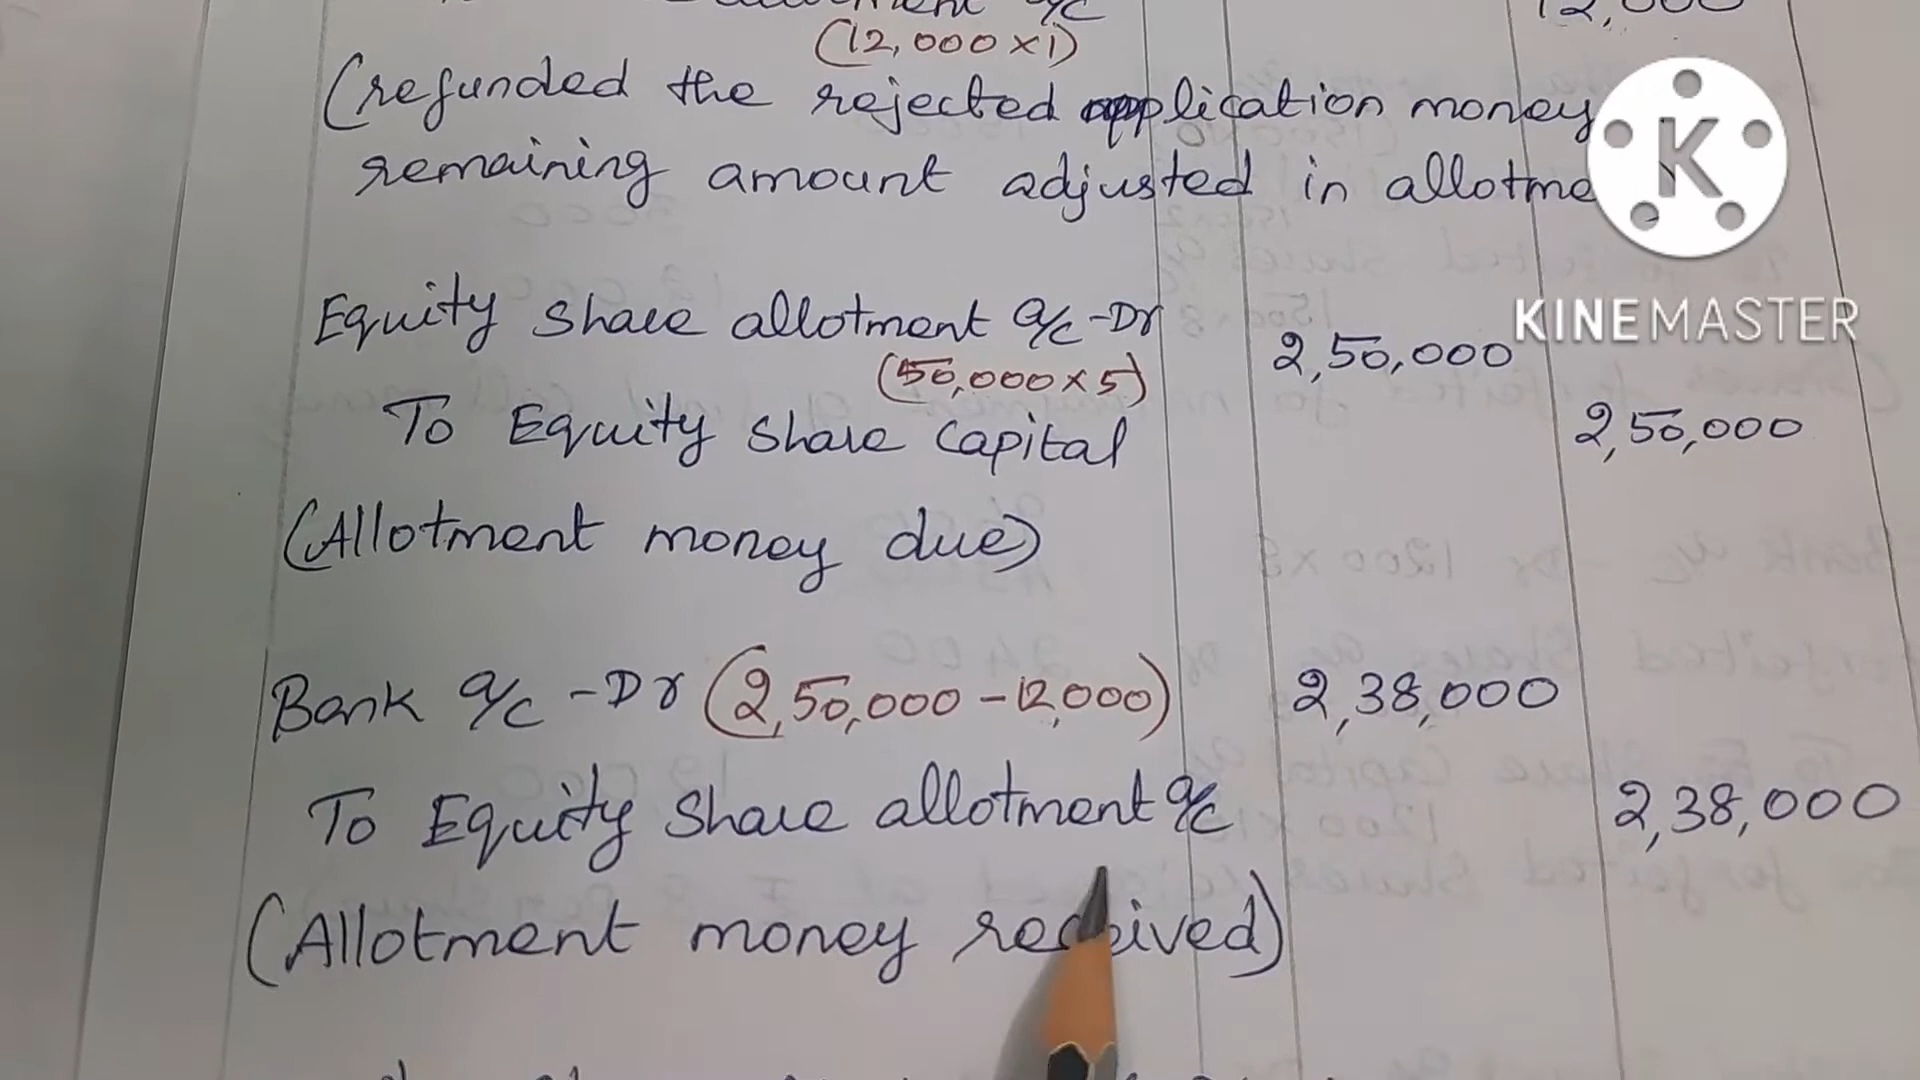 a/c
12,000
(12,000 × 1)
(refunded the rejected application money
remaining amount adjusted in allotme
K
KINEMASTER
Equity Share allotment a/c - Dr 2,50,000
(50,000 × 5)
To Equity Share Capital 2,50,000
(Allotment money due)
Bank a/c - Dr (2,50,000 - 12,000) 2,38,000
To Equity Share allotment a/c 2,38,000
(Allotment money received)